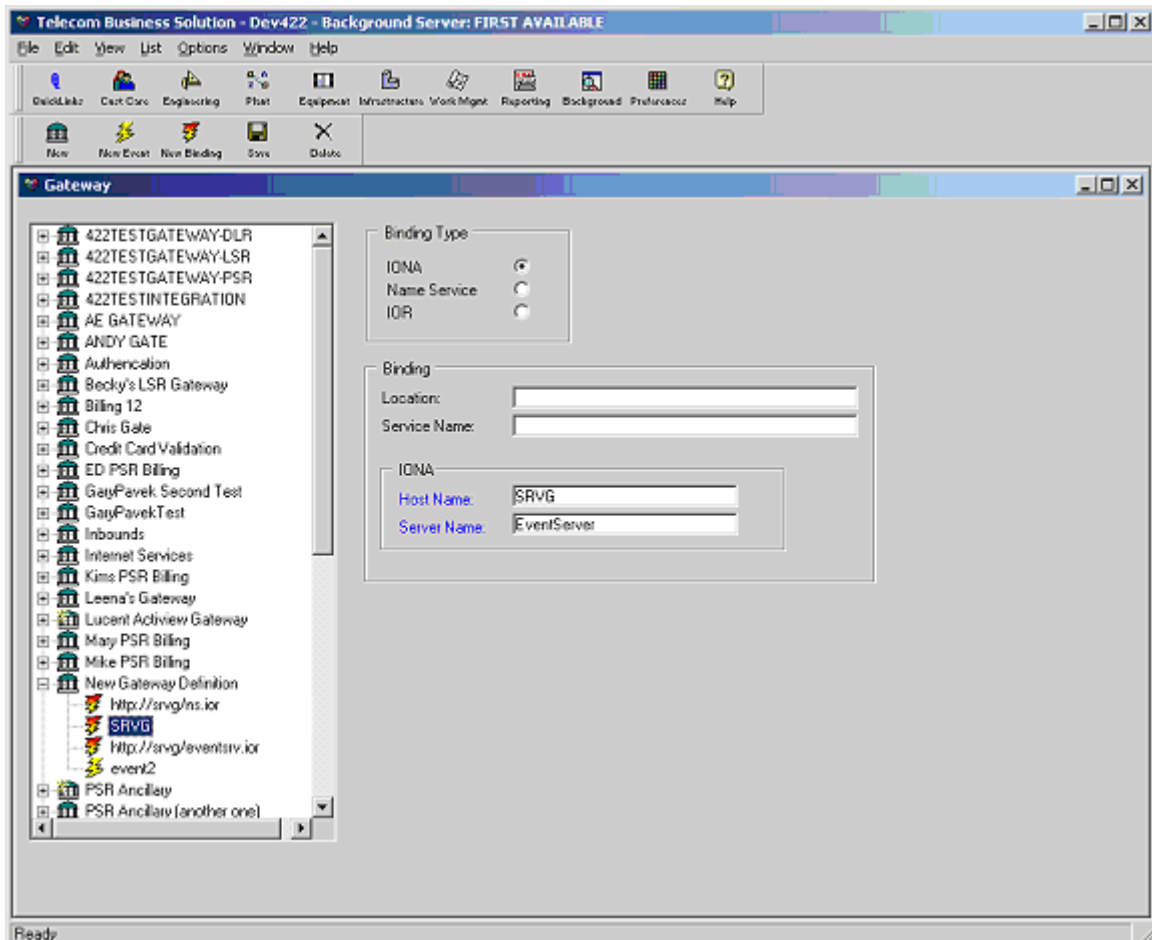 Telecom Business Solution - Dev422 - Background Server: FIRST AVAILABLE
File Edit View List Options Window Help
QuickLinks Cust Care Engineering Plant Equipment Infrastructure Work Mgmt Reporting Background Preferences Help
New New Event New Binding Save Delete
Gateway
422TESTGATEWAY-DLR
422TESTGATEWAY-LSR
422TESTGATEWAY-PSR
422TESTINTEGRATION
AE GATEWAY
ANDY GATE
Authencation
Becky's LSR Gateway
Billing 12
Chris Gate
Credit Card Validation
ED PSR Billing
GaryPavek Second Test
GaryPavekTest
Inbounds
Internet Services
Kims PSR Billing
Leena's Gateway
Lucent Actiview Gateway
Mary PSR Billing
Mike PSR Billing
New Gateway Definition
http://srvg/ns.ior
SRVG
http://srvg/eventsrv.ior
event2
PSR Ancillary
PSR Ancillary (another one)
Binding Type
IONA
Name Service
IOR
Binding
Location:
Service Name:
IONA
Host Name: SRVG
Server Name: EventServer
Ready